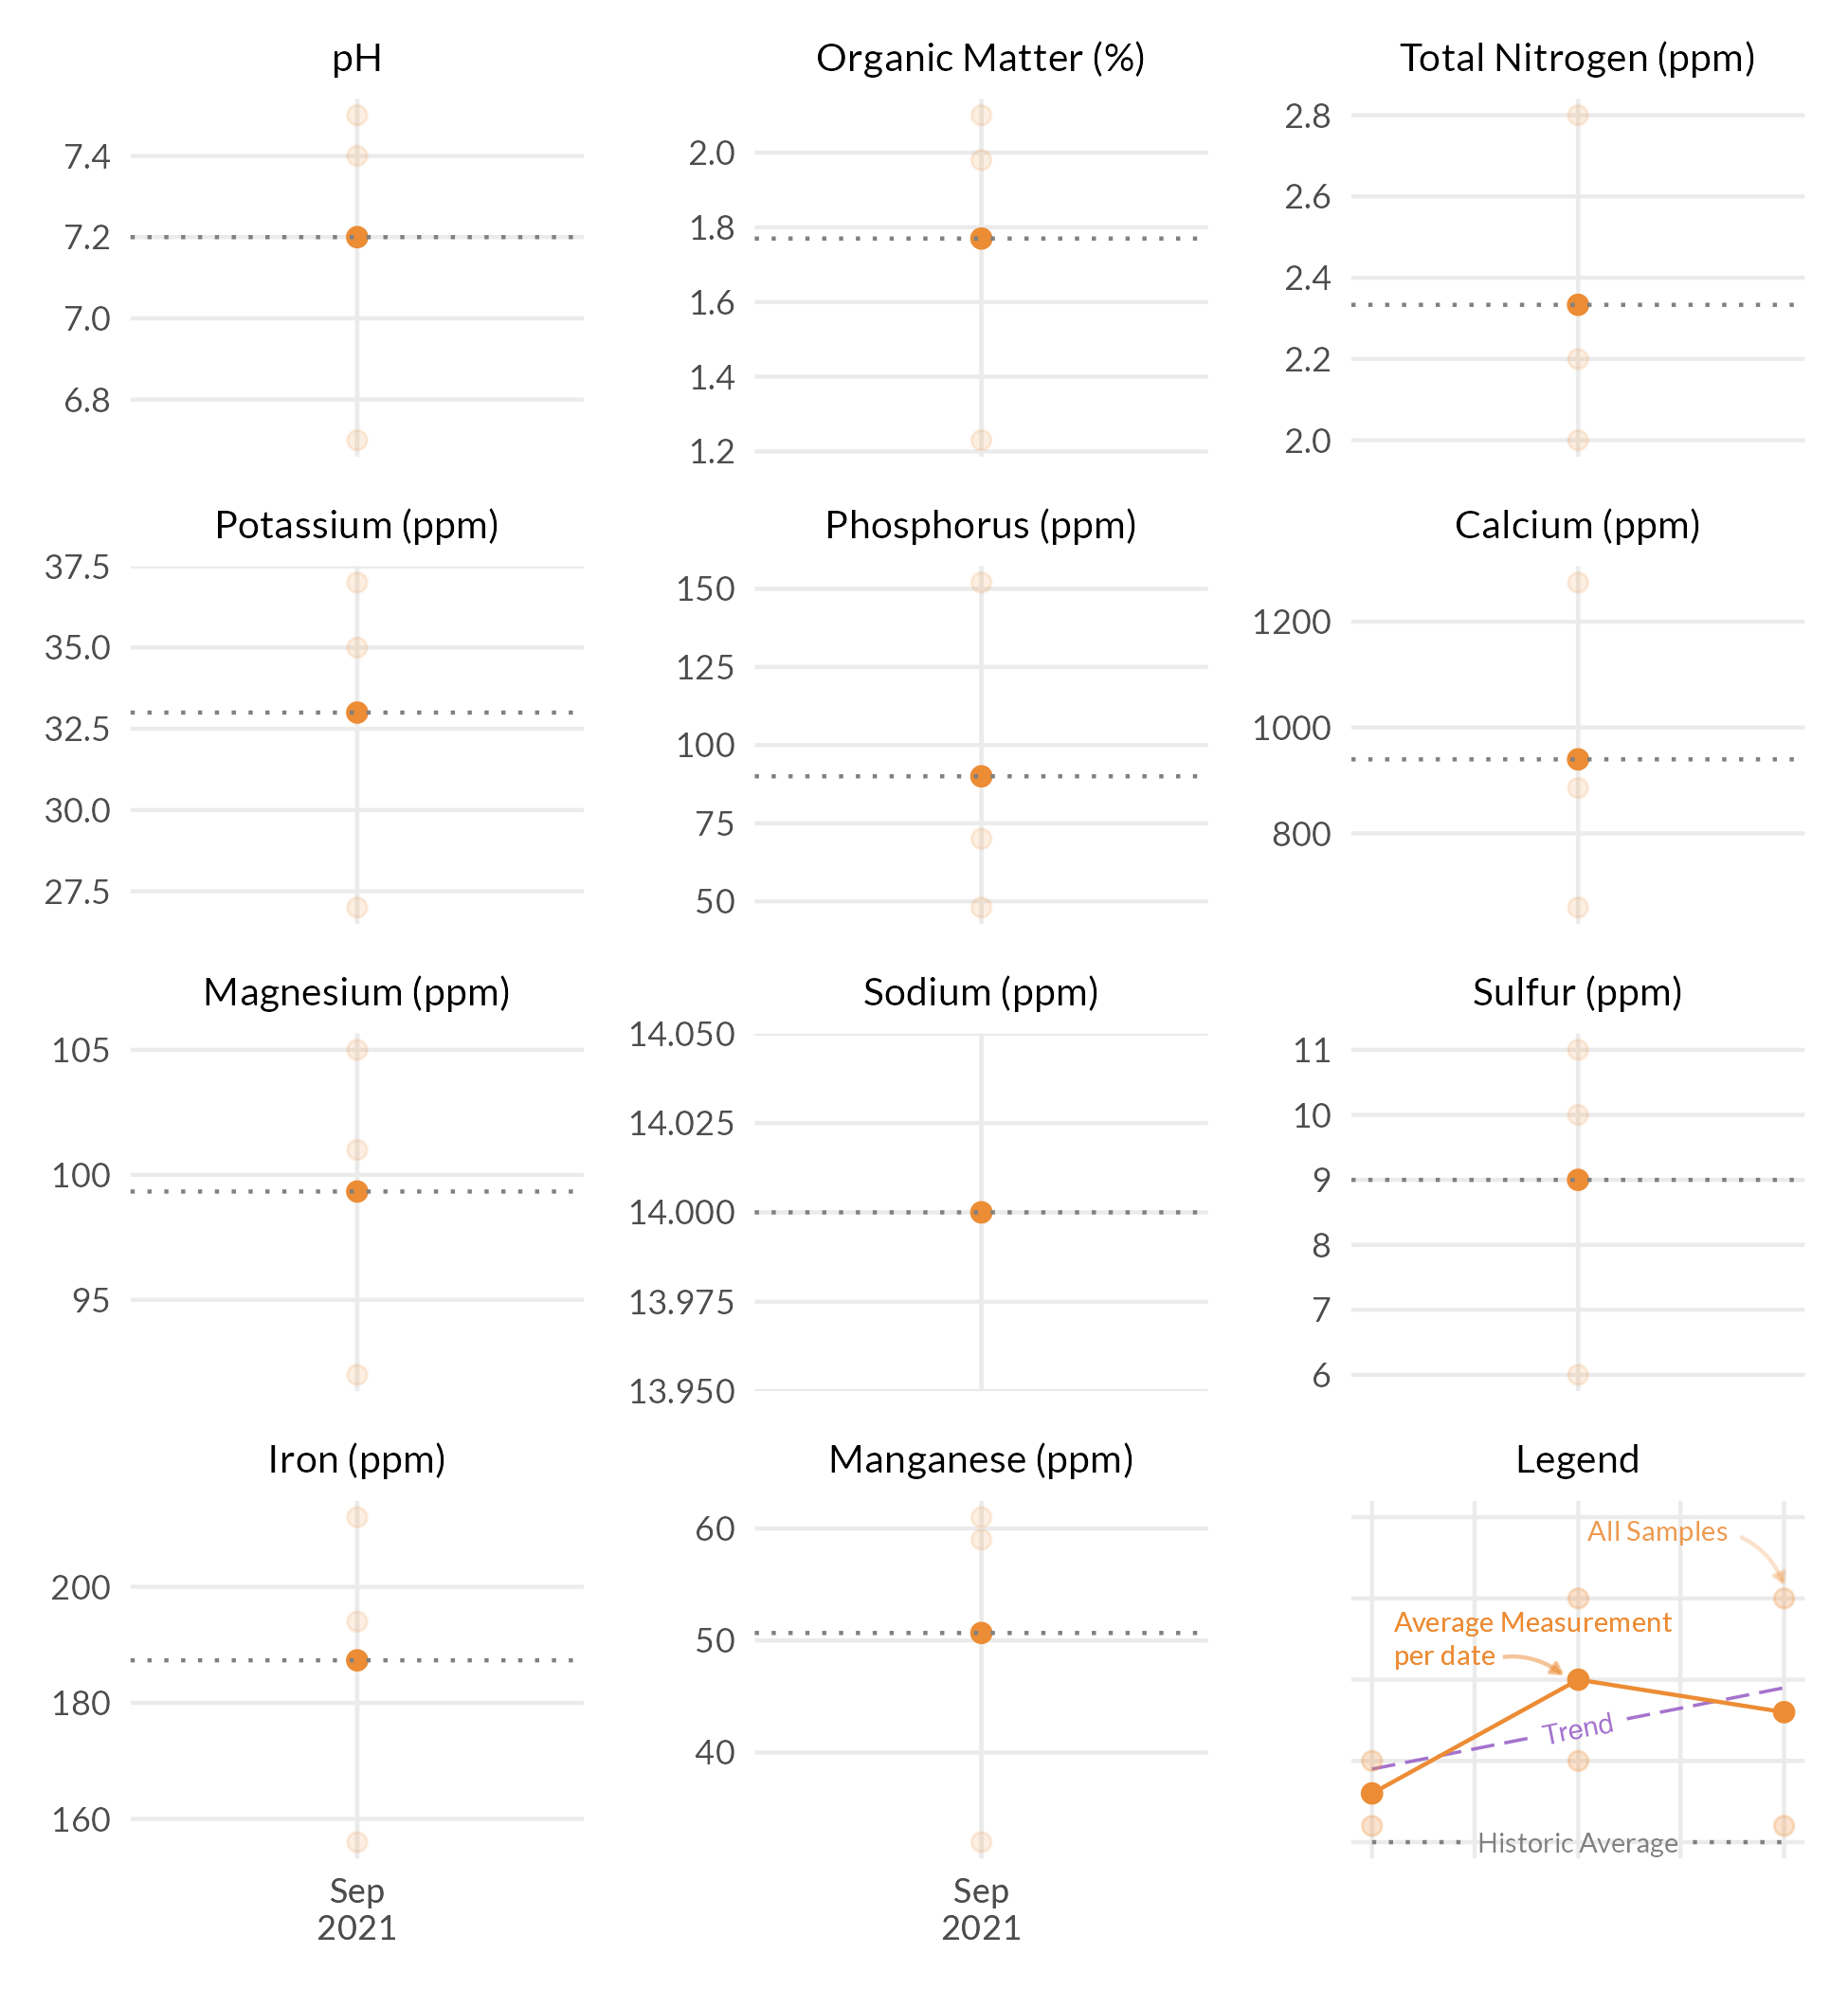 pH
7.4
7.2
7.0
6.8
Organic Matter (%)
2.0
1.8
1.6
1.4
1.2
Total Nitrogen (ppm)
2.8
2.6
2.4
2.2
2.0
Potassium (ppm)
37.5
35.0
32.5
30.0
27.5
Phosphorus (ppm)
150
125
100
75
50
Calcium (ppm)
1200
1000
800
Magnesium (ppm)
105
100
95
Sodium (ppm)
14.050
14.025
14.000
13.975
13.950
Sulfur (ppm)
11
10
9
8
7
6
Iron (ppm)
200
180
160
Sep
2021
Manganese (ppm)
60
50
40
Sep
2021
Legend
All Samples
Average Measurement
per date
Trend
Historic Average